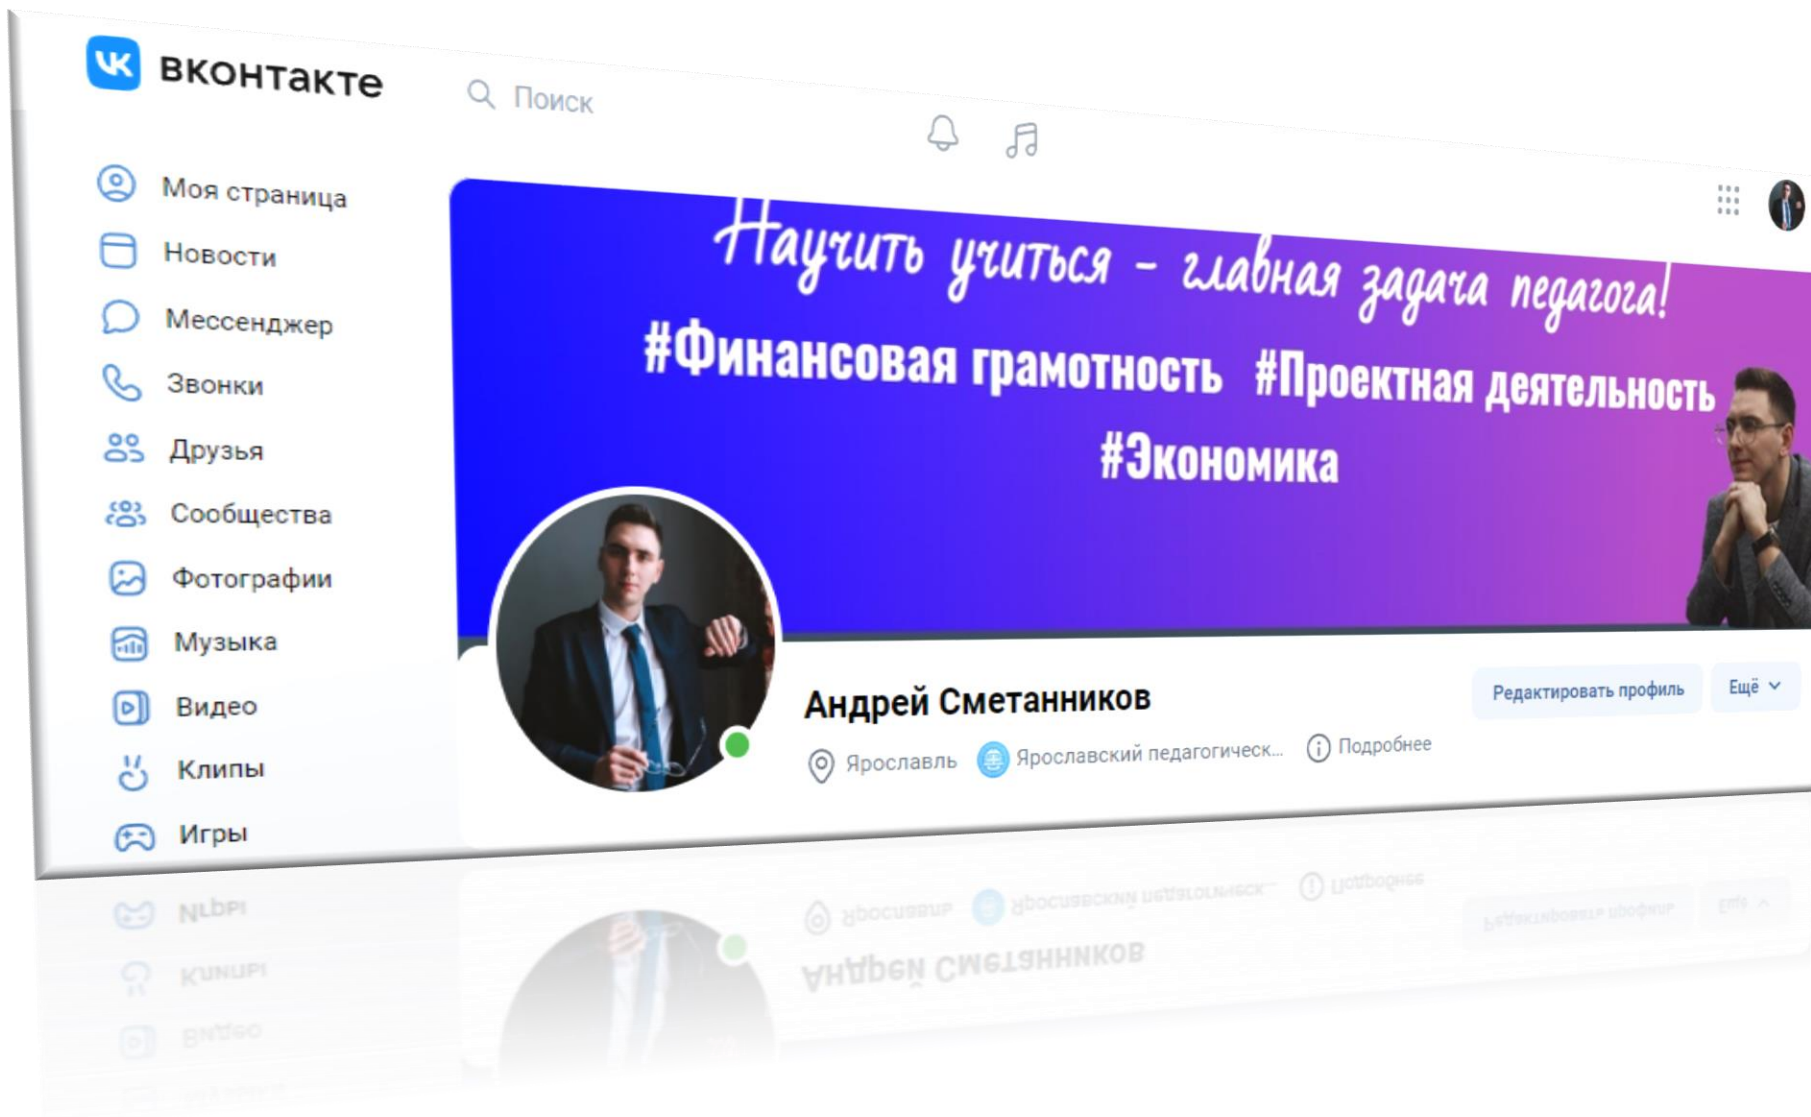 вконтакте
Поиск
Моя страница
Новости
Мессенджер
Звонки
Друзья
Сообщества
Фотографии
Музыка
Видео
Клипы
Игры
Научить учиться - главная задача педагога!
#Финансовая грамотность #Проектная деятельность
#Экономика
Андрей Сметанников
Редактировать профиль
Ещё
Ярославль
Ярославский педагогическ...
Подробнее